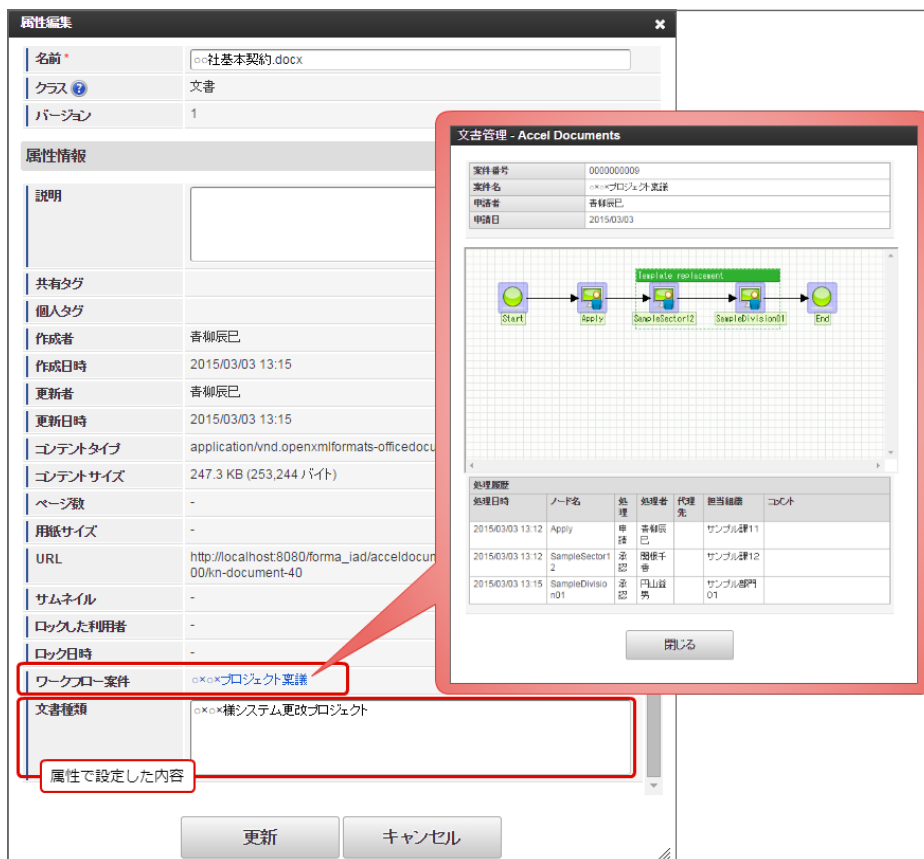 属性編集
名前 *
○○社基本契約.docx
クラス ?
文書
バージョン
1
属性情報
説明
共有タグ
個人タグ
作成者
青柳辰巳
作成日時
2015/03/03 13:15
更新者
青柳辰巳
更新日時
2015/03/03 13:15
コンテントタイプ
application/vnd.openxmlformats-officedocu
コンテントサイズ
247.3 KB (253,244 バイト)
ページ数
-
用紙サイズ
-
URL
http://localhost:8080/forma_iad/acceldocum
00/kn-document-40
サムネイル
-
ロックした利用者
-
ロック日時
-
ワークフロー案件
○×○×プロジェクト稟議
文書種類
○×○×様システム更改プロジェクト
属性で設定した内容
更新
キャンセル
文書管理 - Accel Documents
案件番号
0000000009
案件名
○×○×プロジェクト稟議
申請者
青柳辰巳
申請日
2015/03/03
Template replacement
Start
Apply
SampleSector12
SampleDivision01
End
処理履歴
処理日時 ノード名 処理 処理者 代理先 担当組織 コメント
2015/03/03 13:12 Apply 申請 青柳辰巳 サンプル課11
2015/03/03 13:12 SampleSector12 承認 関根千香 サンプル課12
2015/03/03 13:15 SampleDivision01 承認 円山益男 サンプル部門01
閉じる